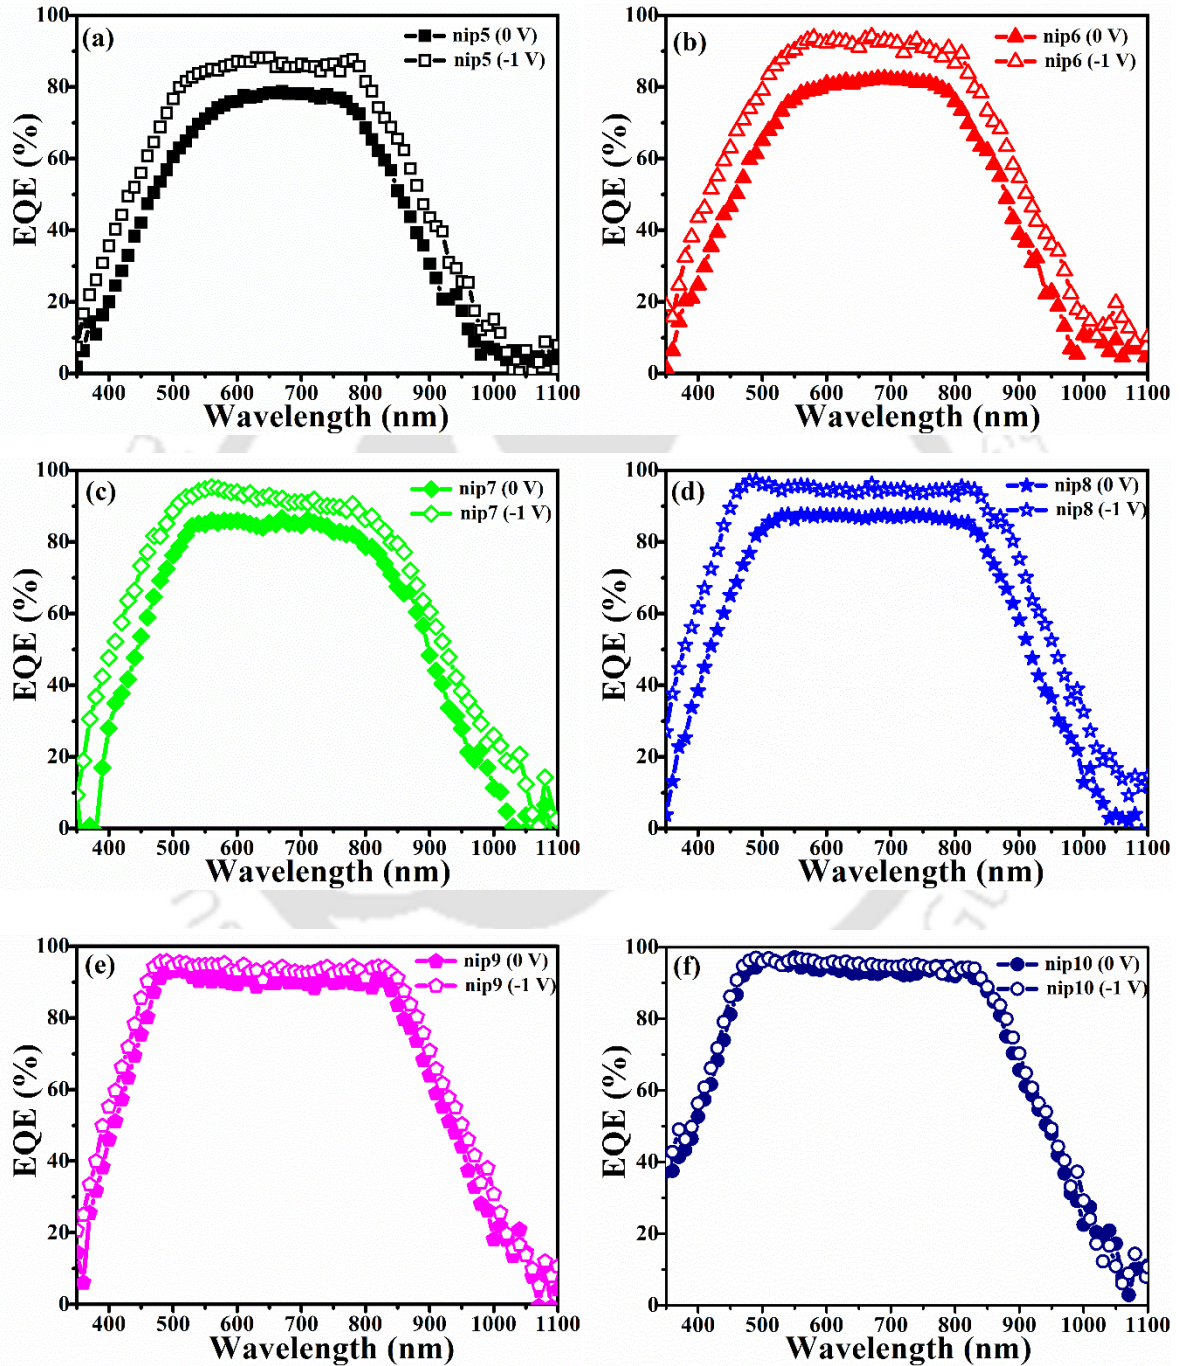 (a)
nip5 (0 V)
nip5 (-1 V)
EQE (%)
100
80
60
40
20
0
400 500 600 700 800 900 1000 1100
Wavelength (nm)
(b)
nip6 (0 V)
nip6 (-1 V)
EQE (%)
100
80
60
40
20
0
400 500 600 700 800 900 1000 1100
Wavelength (nm)
(c)
nip7 (0 V)
nip7 (-1 V)
EQE (%)
100
80
60
40
20
0
400 500 600 700 800 900 1000 1100
Wavelength (nm)
(d)
nip8 (0 V)
nip8 (-1 V)
EQE (%)
100
80
60
40
20
0
400 500 600 700 800 900 1000 1100
Wavelength (nm)
(e)
nip9 (0 V)
nip9 (-1 V)
EQE (%)
100
80
60
40
20
0
400 500 600 700 800 900 1000 1100
Wavelength (nm)
(f)
nip10 (0 V)
nip10 (-1 V)
EQE (%)
100
80
60
40
20
0
400 500 600 700 800 900 1000 1100
Wavelength (nm)